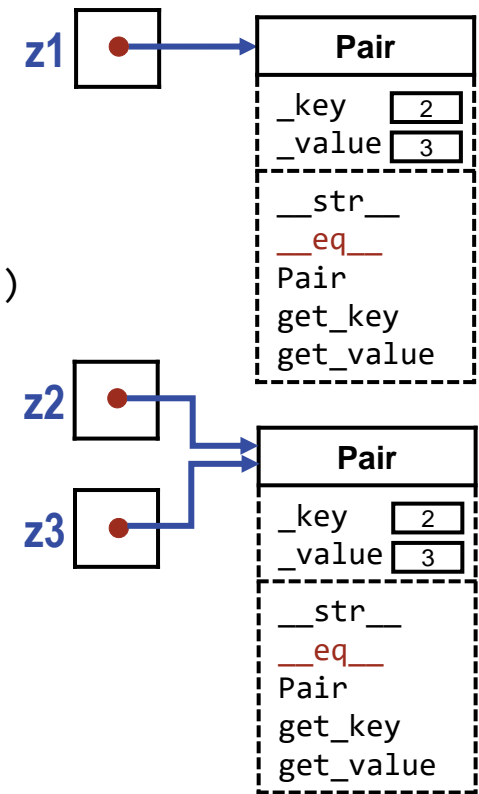 z1
Pair
_key 2
_value 3
__str__
__eq__
Pair
get_key
get_value
)
z2
z3
Pair
_key 2
_value 3
__str__
__eq__
Pair
get_key
get_value